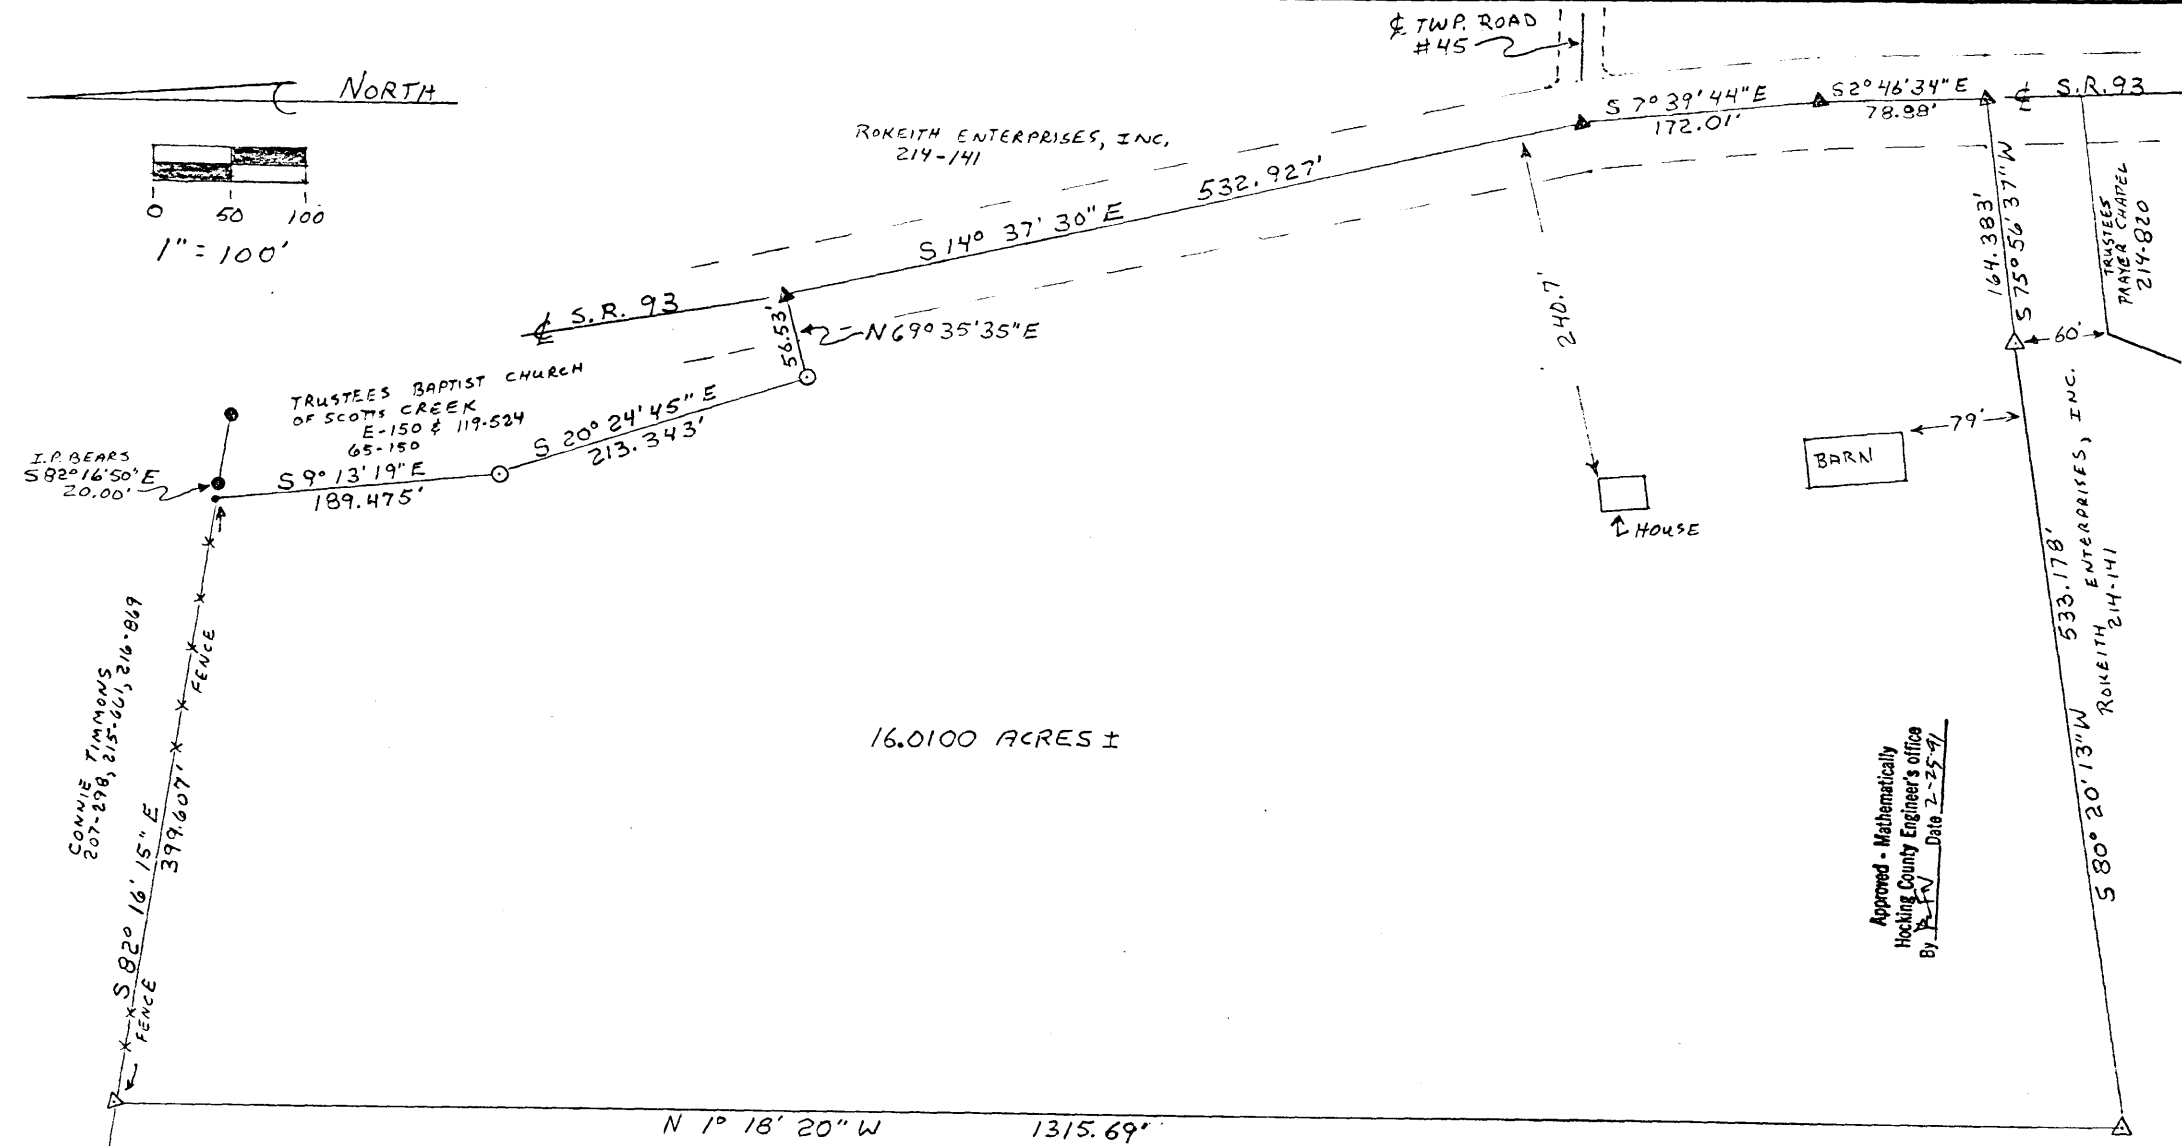 ℄ TWP. ROAD
#45
NORTH
0 50 100
1" = 100'
ROKEITH ENTERPRISES, INC.
214-141
S 7° 39' 44" E
172.01'
S 2° 46' 34" E
78.98'
℄ S.R. 93
532.927'
S 14° 37' 30" E
℄ S.R. 93
56.53'
N 69° 35' 35" E
240.7'
164.383'
S 75° 56' 37" W
TRUSTEES
PRAYER CHAPEL
214-820
60'
TRUSTEES BAPTIST CHURCH
OF SCOTTS CREEK
E-150 & 119-524
65-150
S 20° 24' 45" E
213.343'
I.P. BEARS
S 82° 16' 50" E
20.00'
S 9° 13' 19" E
189.475'
79'
BARN
HOUSE
CONNIE TIMMONS
207-298, 215-661, 216-869
FENCE
S 82° 16' 15" E
399.607'
FENCE
16.0100 ACRES ±
533.178'
S 80° 20' 13" W
ROKEITH ENTERPRISES, INC.
214-141
Approved - Mathematically
Hocking County Engineer's office
By Date 2-25-91
N 1° 18' 20" W 1315.69'